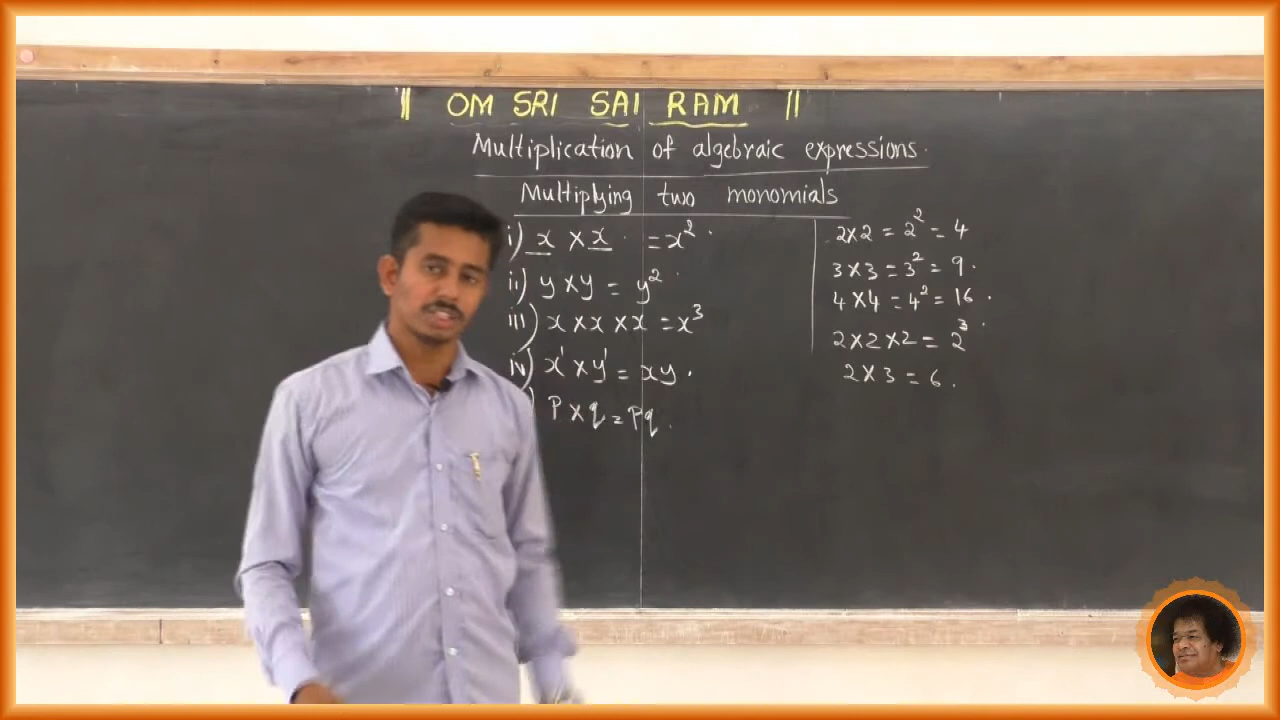 || OM SRI SAI RAM ||
Multiplication of algebraic expressions.
Multiplying two monomials
i) x × x = x²
ii) y × y = y²
iii) x × x × x = x³
iv) x¹ × y¹ = xy.
) P × q = Pq.
2×2 = 2² = 4
3×3 = 3² = 9.
4×4 = 4² = 16.
2×2×2 = 2³
2×3 = 6.